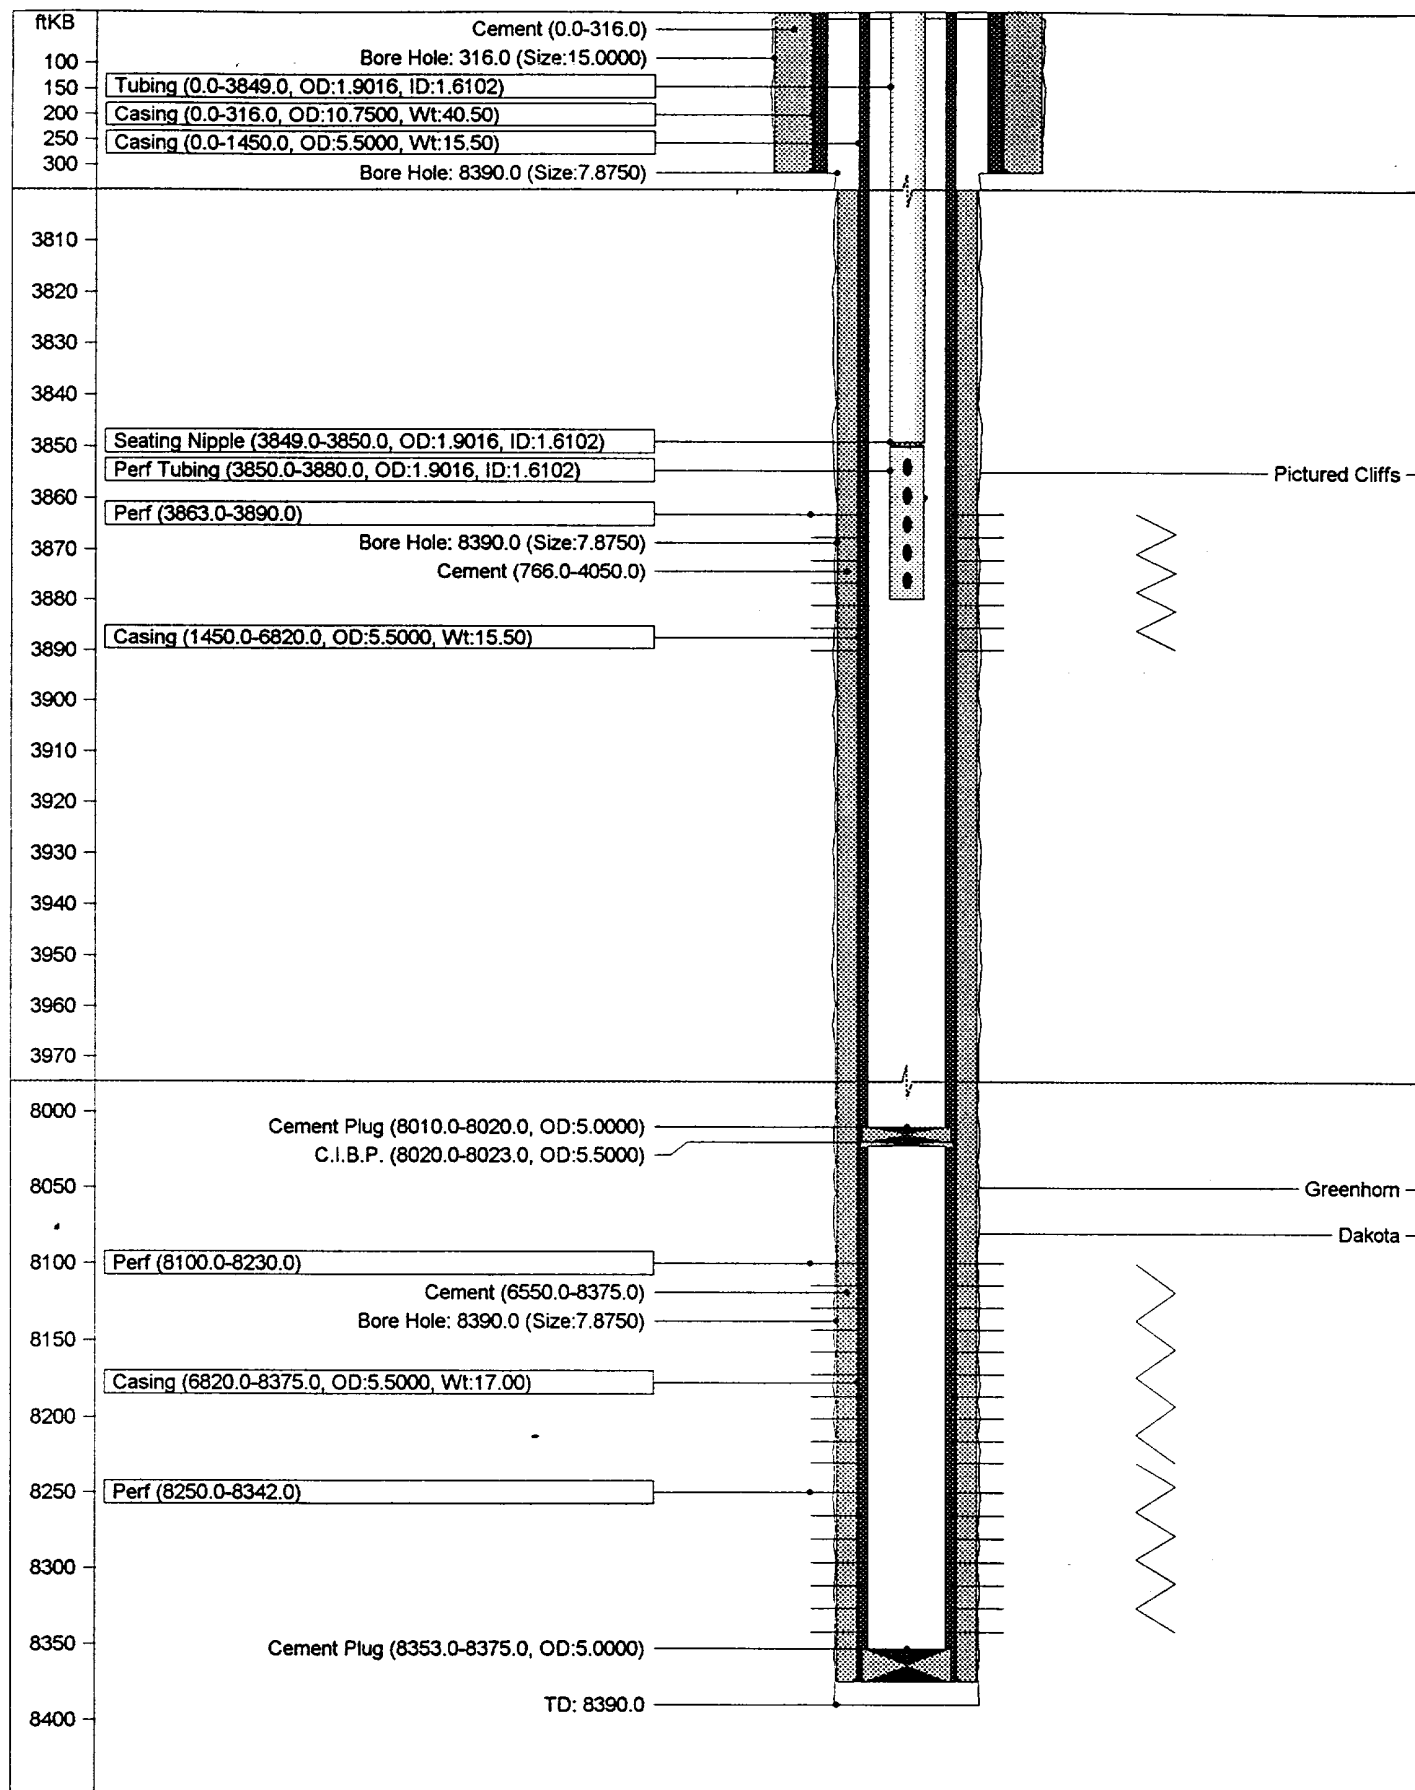 ftKB
Cement (0.0-316.0)
Bore Hole: 316.0 (Size:15.0000)
100
150
Tubing (0.0-3849.0, OD:1.9016, ID:1.6102)
200
Casing (0.0-316.0, OD:10.7500, Wt:40.50)
250
Casing (0.0-1450.0, OD:5.5000, Wt:15.50)
300
Bore Hole: 8390.0 (Size:7.8750)
3810
3820
3830
3840
3850
Seating Nipple (3849.0-3850.0, OD:1.9016, ID:1.6102)
Perf Tubing (3850.0-3880.0, OD:1.9016, ID:1.6102)
Pictured Cliffs
3860
Perf (3863.0-3890.0)
3870
Bore Hole: 8390.0 (Size:7.8750)
Cement (766.0-4050.0)
3880
Casing (1450.0-6820.0, OD:5.5000, Wt:15.50)
3890
3900
3910
3920
3930
3940
3950
3960
3970
8000
Cement Plug (8010.0-8020.0, OD:5.0000)
C.I.B.P. (8020.0-8023.0, OD:5.5000)
8050
Greenhorn
Dakota
8100
Perf (8100.0-8230.0)
Cement (6550.0-8375.0)
Bore Hole: 8390.0 (Size:7.8750)
8150
Casing (6820.0-8375.0, OD:5.5000, Wt:17.00)
8200
8250
Perf (8250.0-8342.0)
8300
8350
Cement Plug (8353.0-8375.0, OD:5.0000)
TD: 8390.0
8400